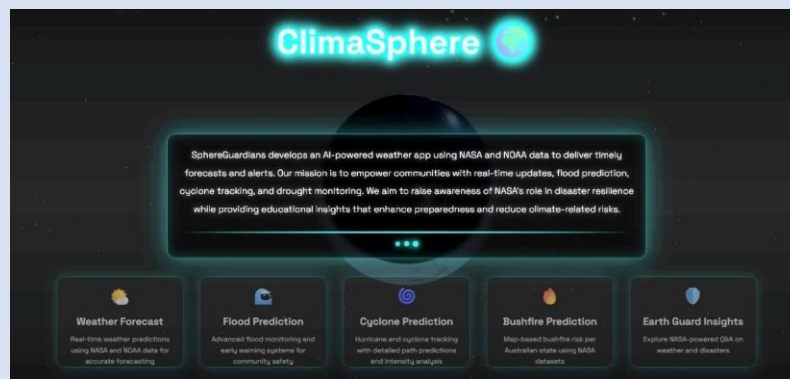 ClimaSphere
SphereGuardians develops an AI-powered weather app using NASA and NOAA data to deliver timely
forecasts and alerts. Our mission is to empower communities with real-time updates, flood prediction,
cyclone tracking, and drought monitoring. We aim to raise awareness of NASA's role in disaster resilience
while providing educational insights that enhance preparedness and reduce climate-related risks.
Weather Forecast
Real-time weather predictions
using NASA and NOAA data for
accurate forecasting
Flood Prediction
Advanced flood monitoring and
early warning systems for
community safety
Cyclone Prediction
Hurricane and cyclone tracking
with detailed path predictions
and intensity analysis
Bushfire Prediction
Map-based bushfire risk per
Australian state using NASA
datasets
Earth Guard Insights
Explore NASA-powered Q&A on
weather and disasters